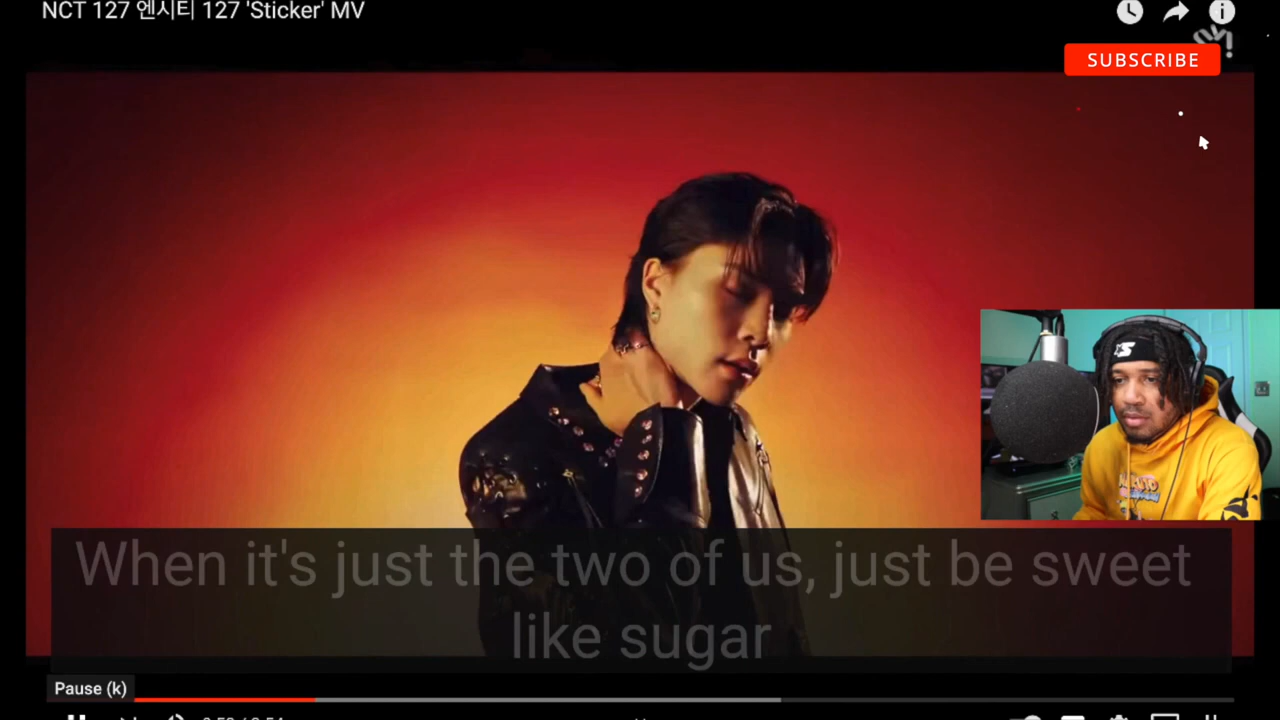 NCT 127 엔시티 127 'Sticker' MV
SUBSCRIBE
When it's just the two of us, just be sweet
like sugar
Pause (k)